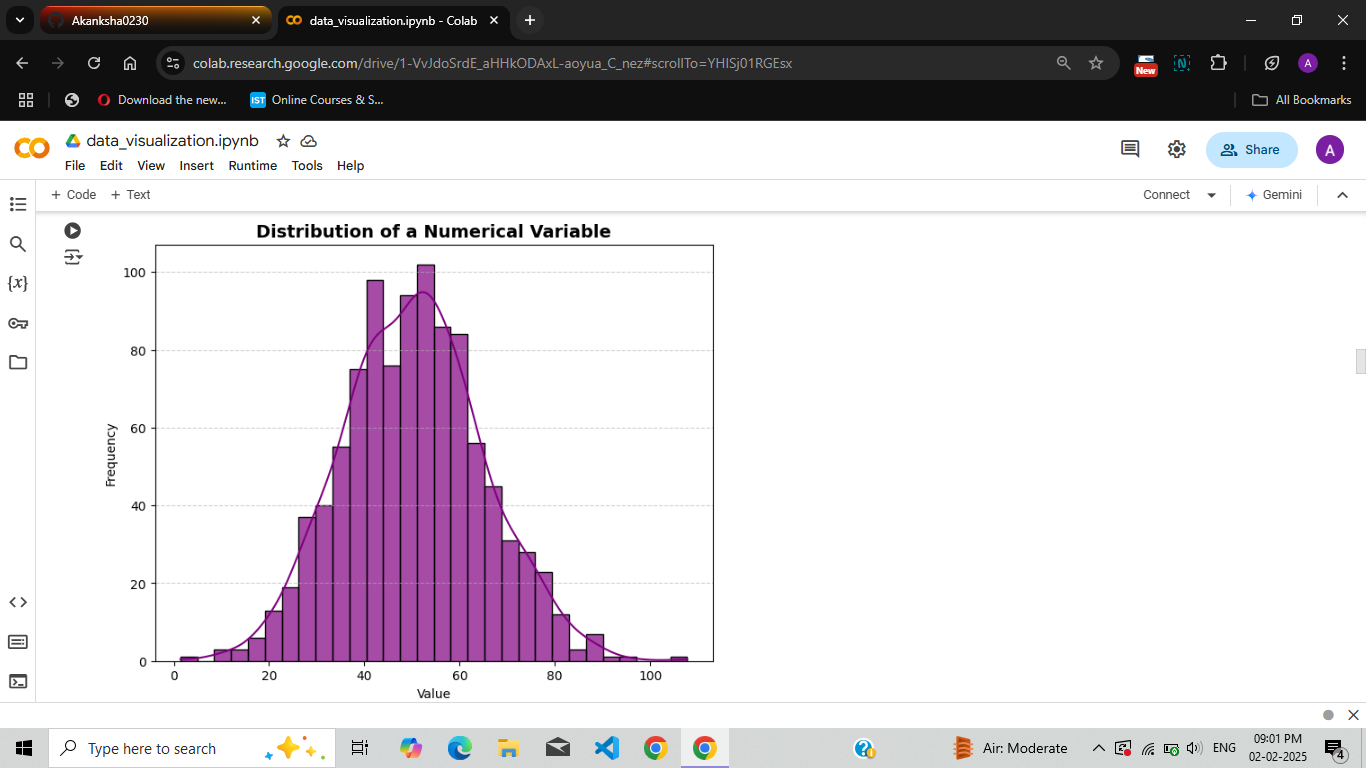 Akanksha0230
data_visualization.ipynb - Colab
colab.research.google.com/drive/1-VvJdoSrdE_aHHkODAxL-aoyua_C_nez#scrollTo=YHISj01RGEsx
New
N
A
Download the new...
IST
Online Courses & S...
All Bookmarks
data_visualization.ipynb
File Edit View Insert Runtime Tools Help
Share
A
+ Code + Text
Connect
Gemini
{x}
Distribution of a Numerical Variable
100
80
60
40
20
0
Frequency
0 20 40 60 80 100
Value
Type here to search
Air: Moderate
ENG
09:01 PM
02-02-2025
4